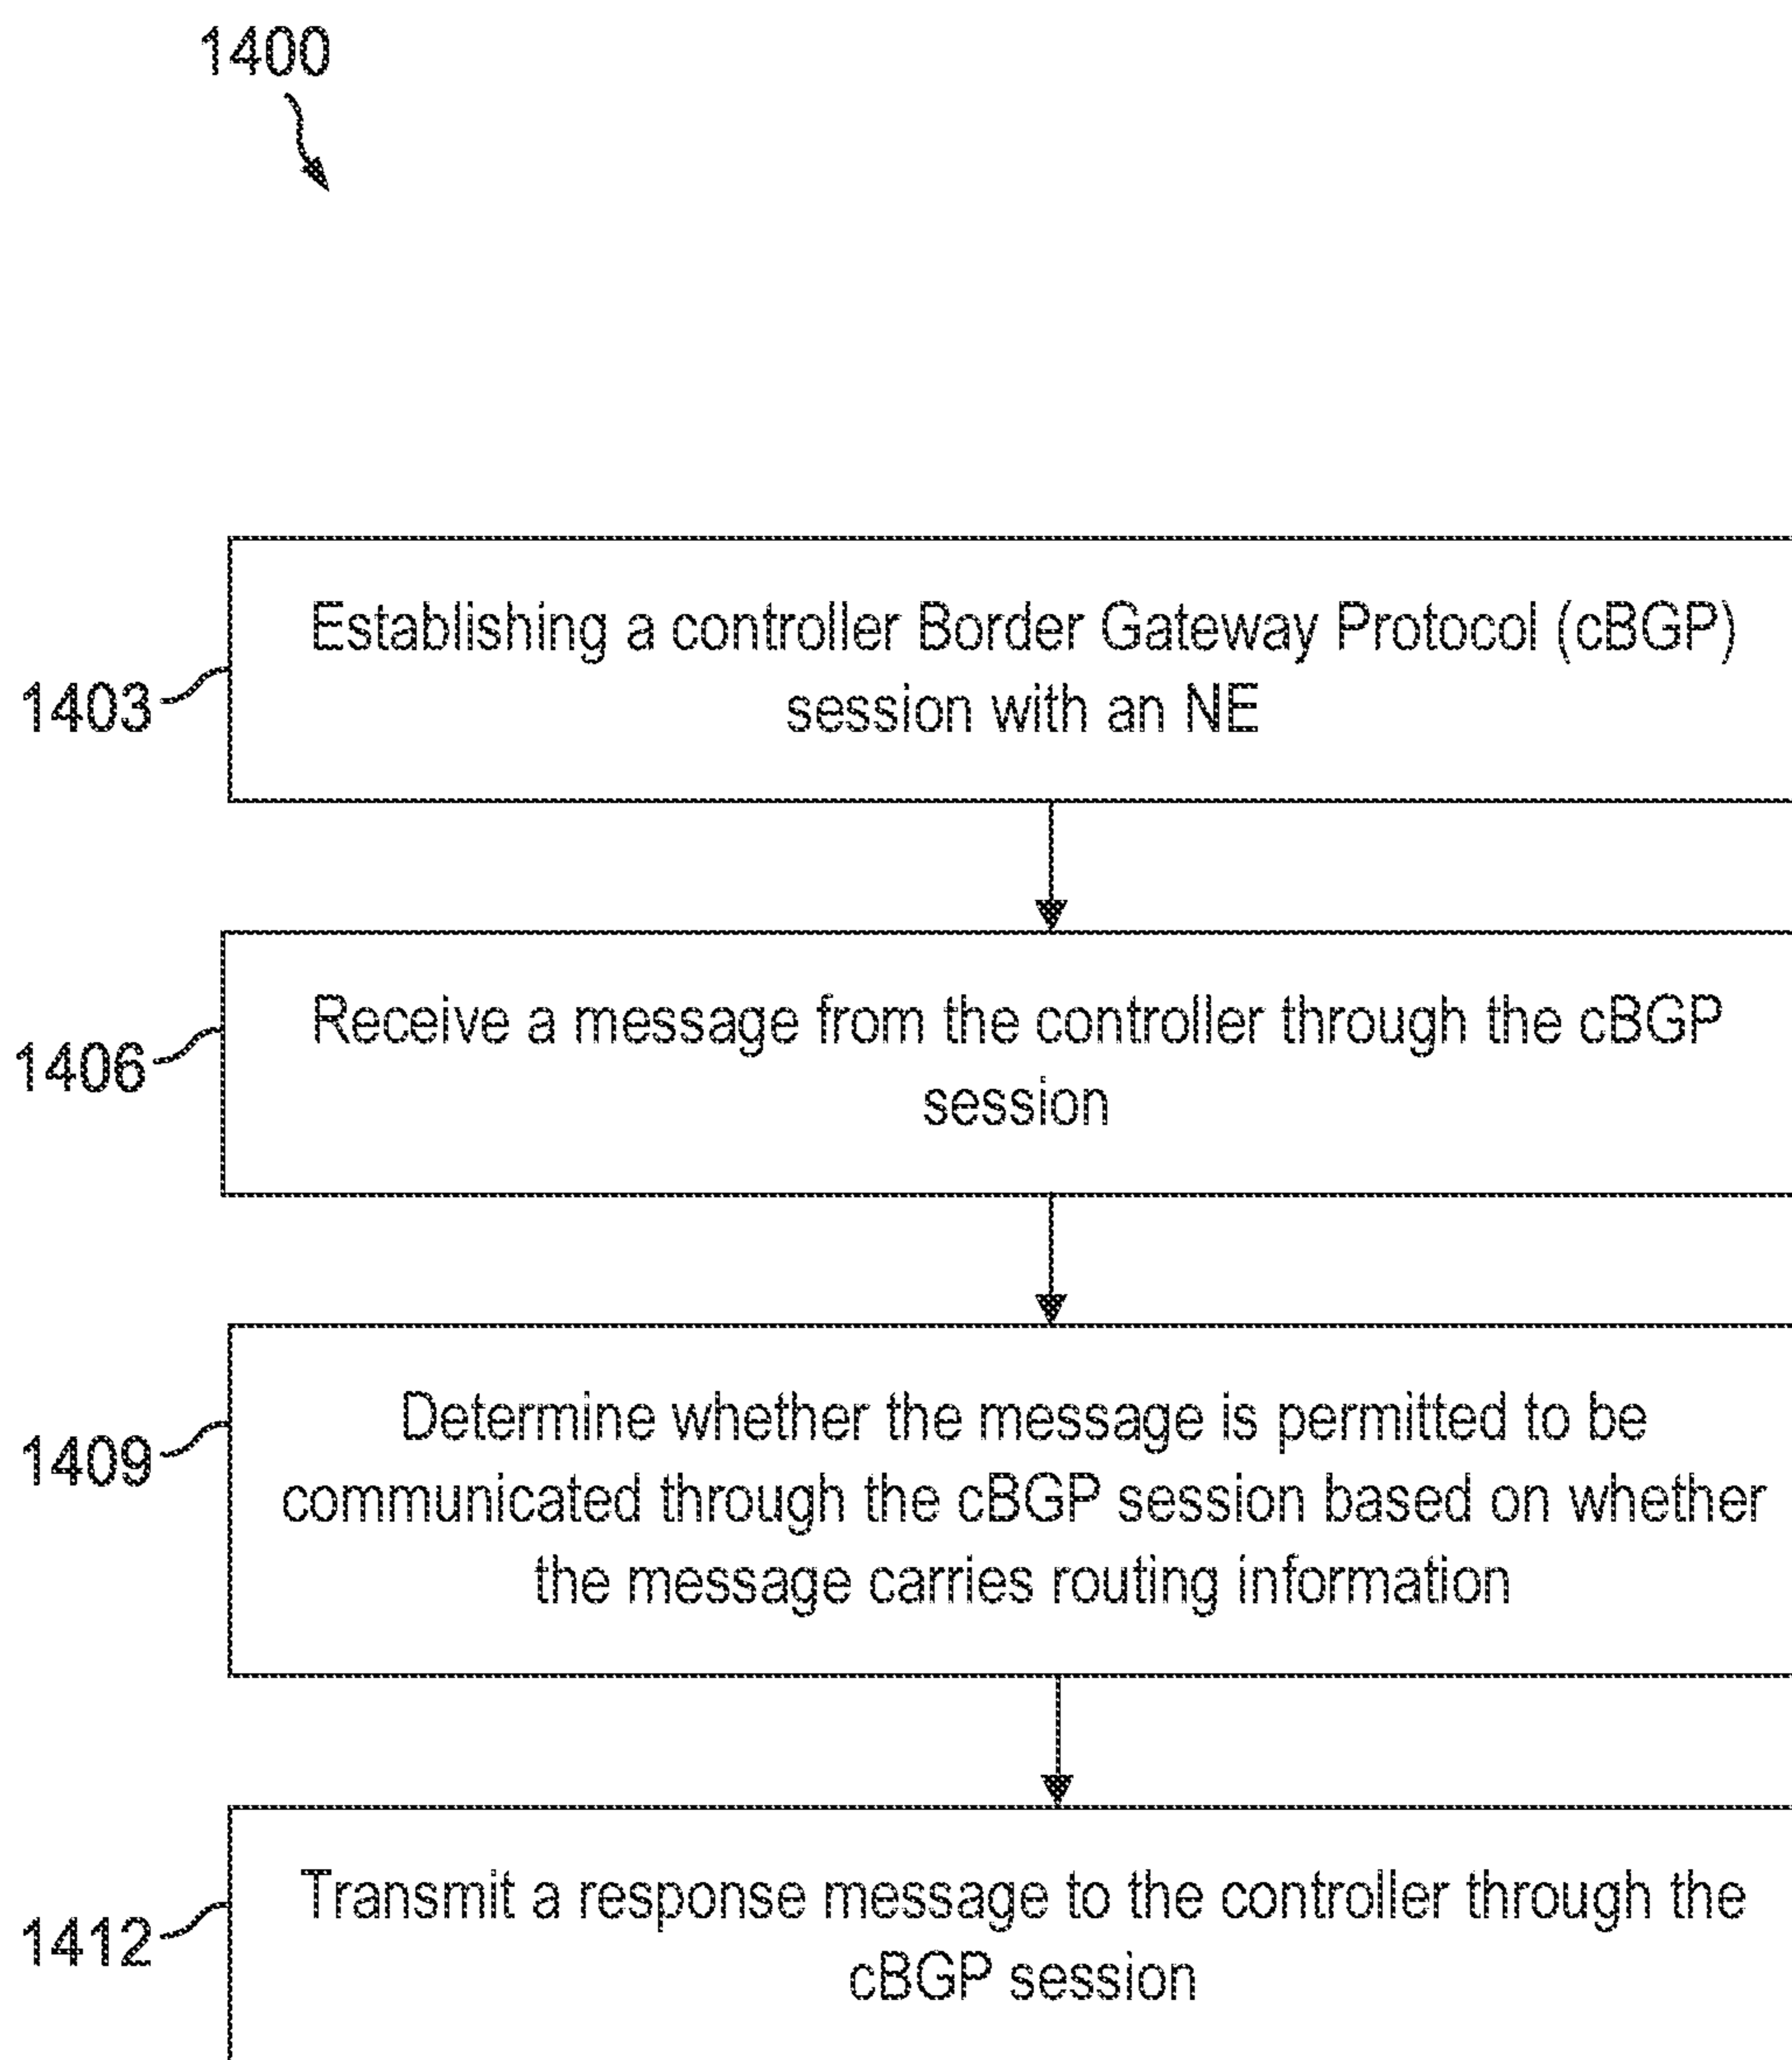 1400
Establishing a controller Border Gateway Protocol (cBGP)
session with an NE
1403
Receive a message from the controller through the cBGP
session
1406
Determine whether the message is permitted to be
communicated through the cBGP session based on whether
the message carries routing information
1409
Transmit a response message to the controller through the
cBGP session
1412